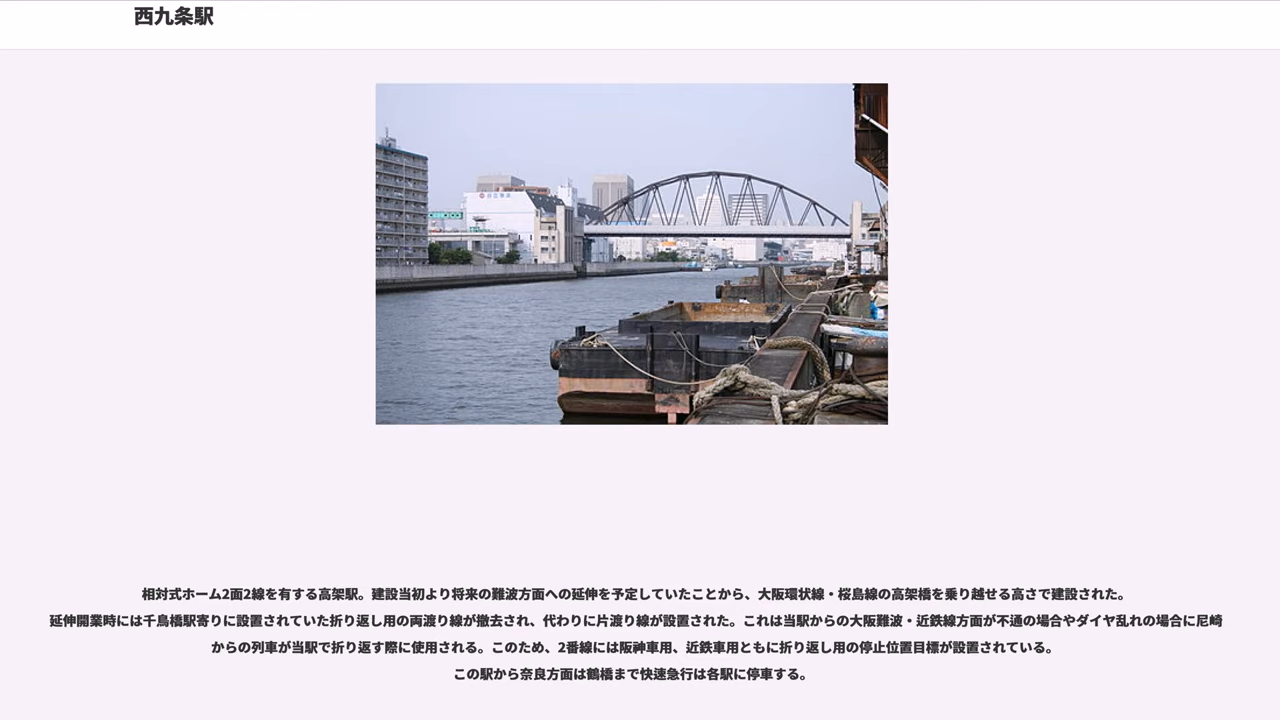 西九条駅
相対式ホーム2面2線を有する高架駅。建設当初より将来の難波方面への延伸を予定していたことから、大阪環状線・桜島線の高架橋を乗り越せる高さで建設された。
延伸開業時には千鳥橋駅寄りに設置されていた折り返し用の両渡り線が撤去され、代わりに片渡り線が設置された。これは当駅からの大阪難波・近鉄線方面が不通の場合やダイヤ乱れの場合に尼崎
からの列車が当駅で折り返す際に使用される。このため、2番線には阪神車用、近鉄車用ともに折り返し用の停止位置目標が設置されている。
この駅から奈良方面は鶴橋まで快速急行は各駅に停車する。